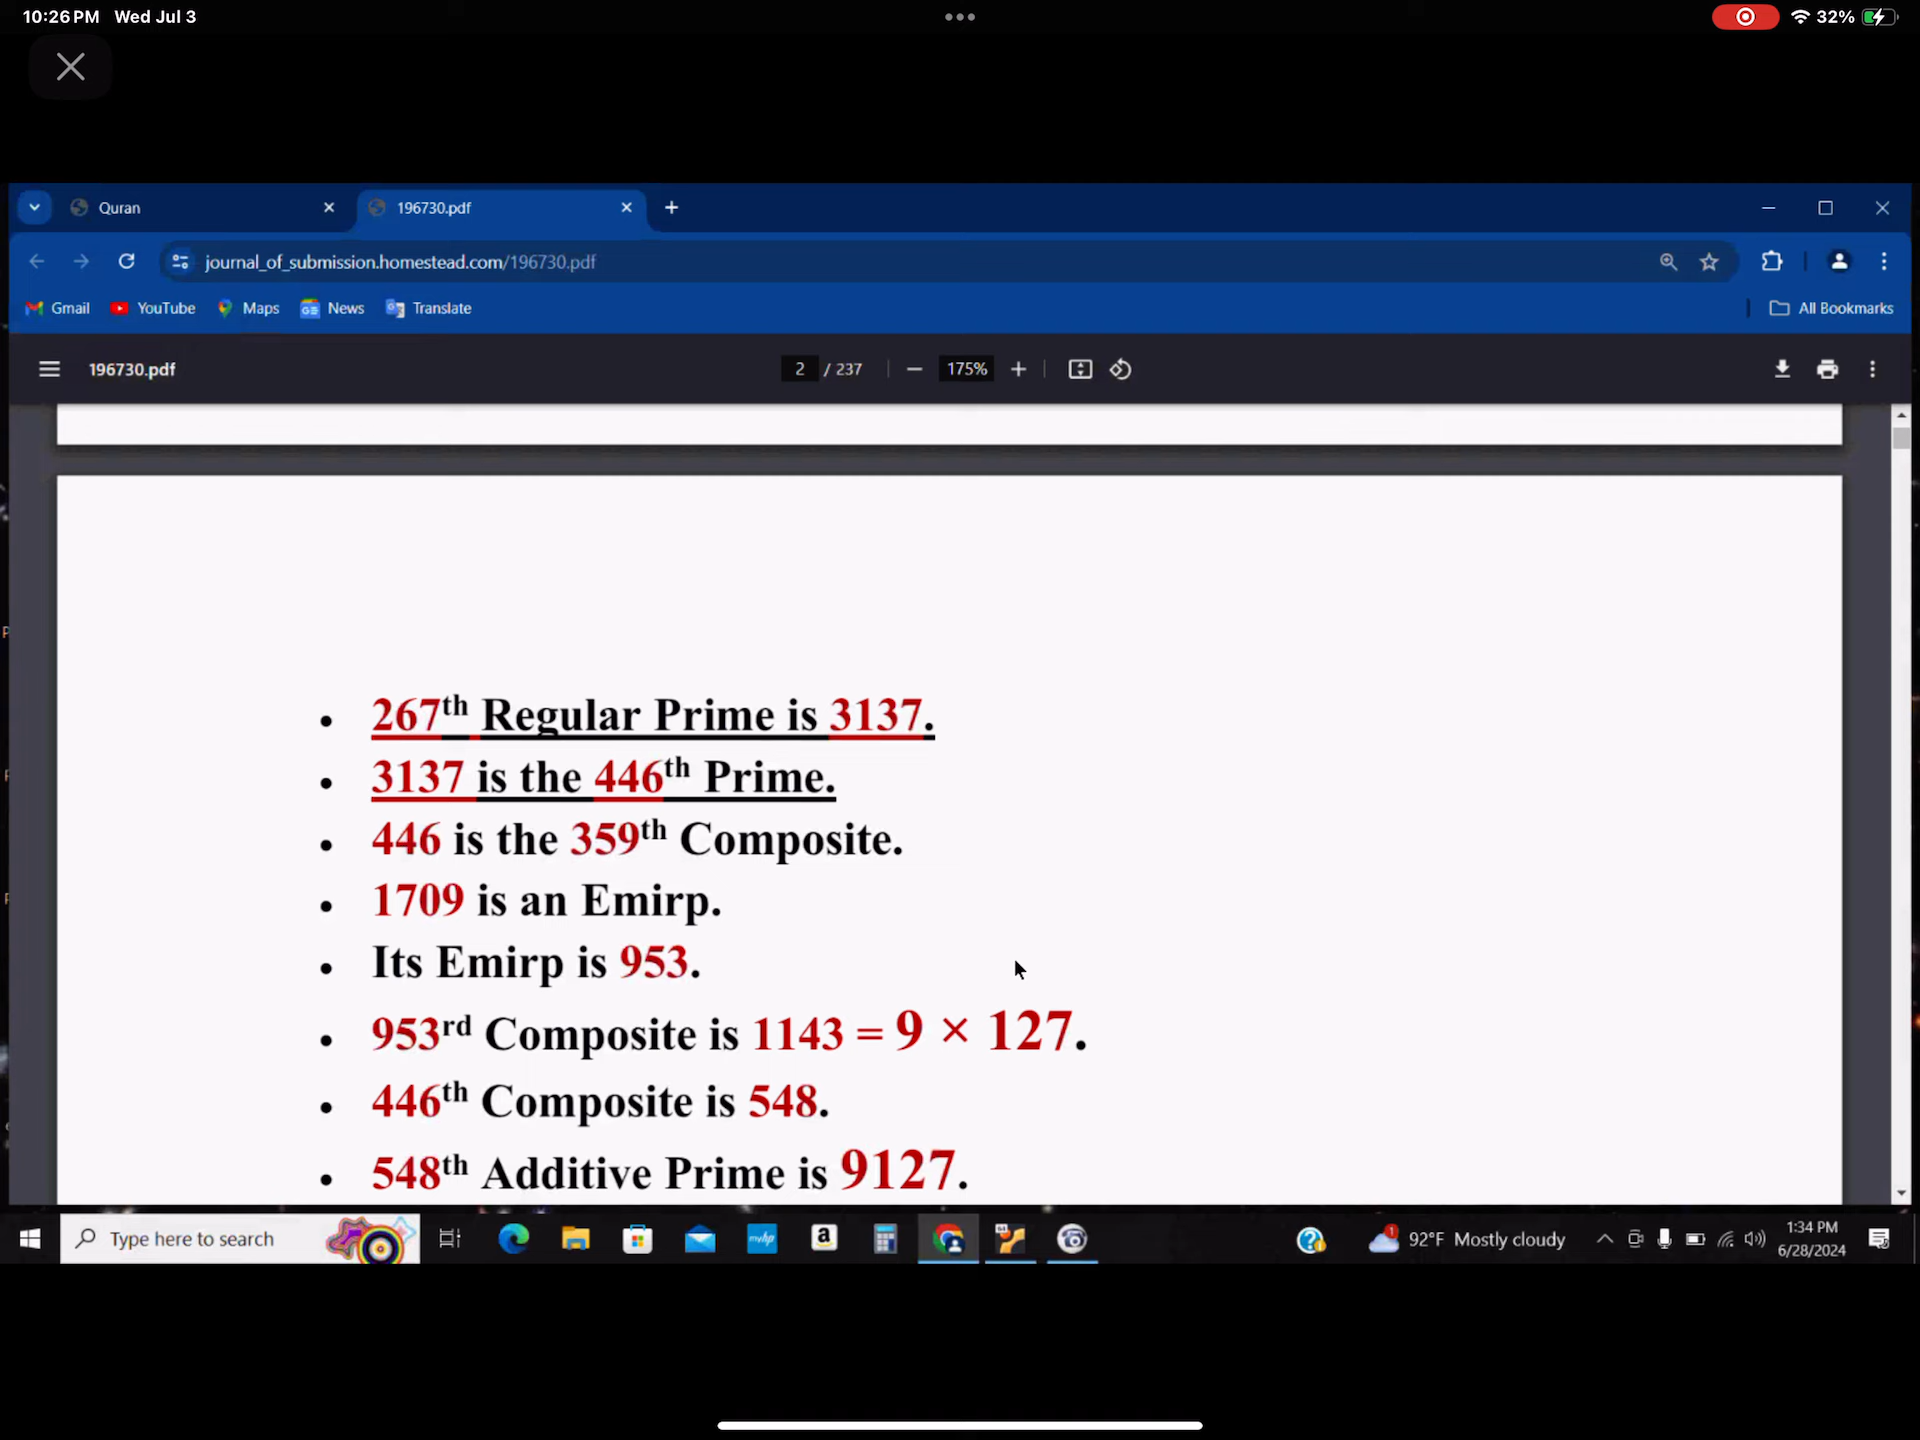 10:26 PM Wed Jul 3
32%
Quran
196730.pdf
journal_of_submission.homestead.com/196730.pdf
Gmail YouTube Maps News Translate All Bookmarks
196730.pdf 2 / 237 175%
• 267th Regular Prime is 3137.
• 3137 is the 446th Prime.
• 446 is the 359th Composite.
• 1709 is an Emirp.
• Its Emirp is 953.
• 953rd Composite is 1143 = 9 × 127.
• 446th Composite is 548.
• 548th Additive Prime is 9127.
Type here to search
92°F Mostly cloudy
1:34 PM
6/28/2024